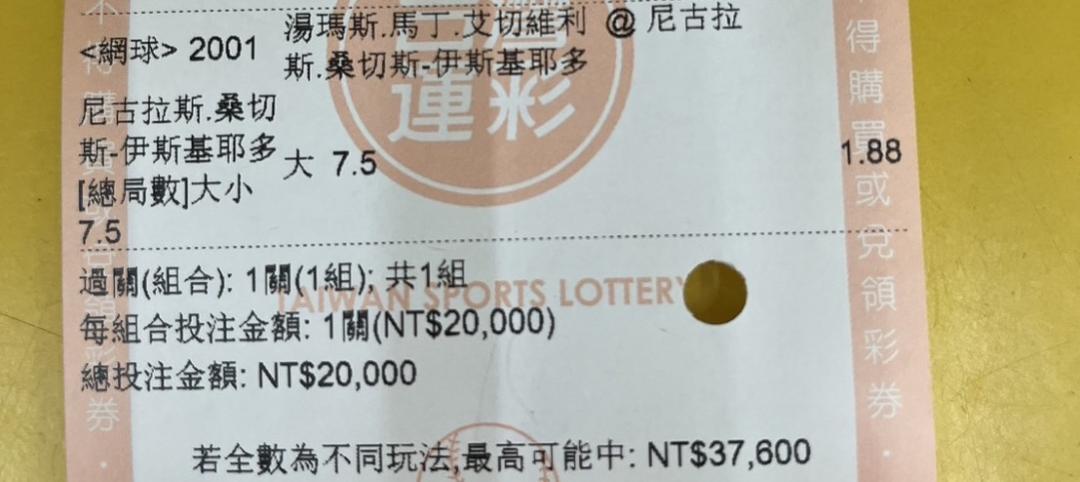 <網球> 2001 湯瑪斯.馬丁.艾切維利 @ 尼古拉
斯.桑切斯-伊斯基耶多
尼古拉斯.桑切
斯-伊斯基耶多
[總局數]大小
7.5
大 7.5
1.88
過關(組合): 1關(1組); 共1組
每組合投注金額: 1關(NT$20,000)
總投注金額: NT$20,000
若全數為不同玩法,最高可能中: NT$37,600
TAIWAN SPORTS LOTTERY
運彩
得購買或兌領彩券